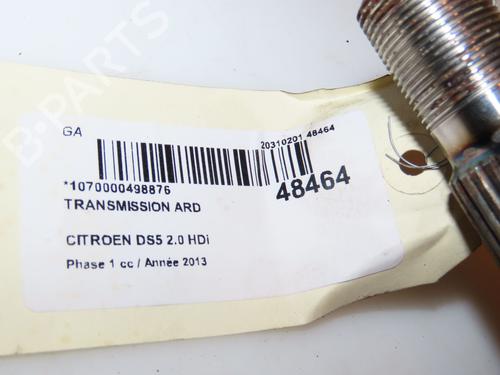 GA
20310201 48464
*1070000498876
48464
TRANSMISSION ARD
CITROEN DS5 2.0 HDi
Phase 1 cc / Année 2013
B-PARTS